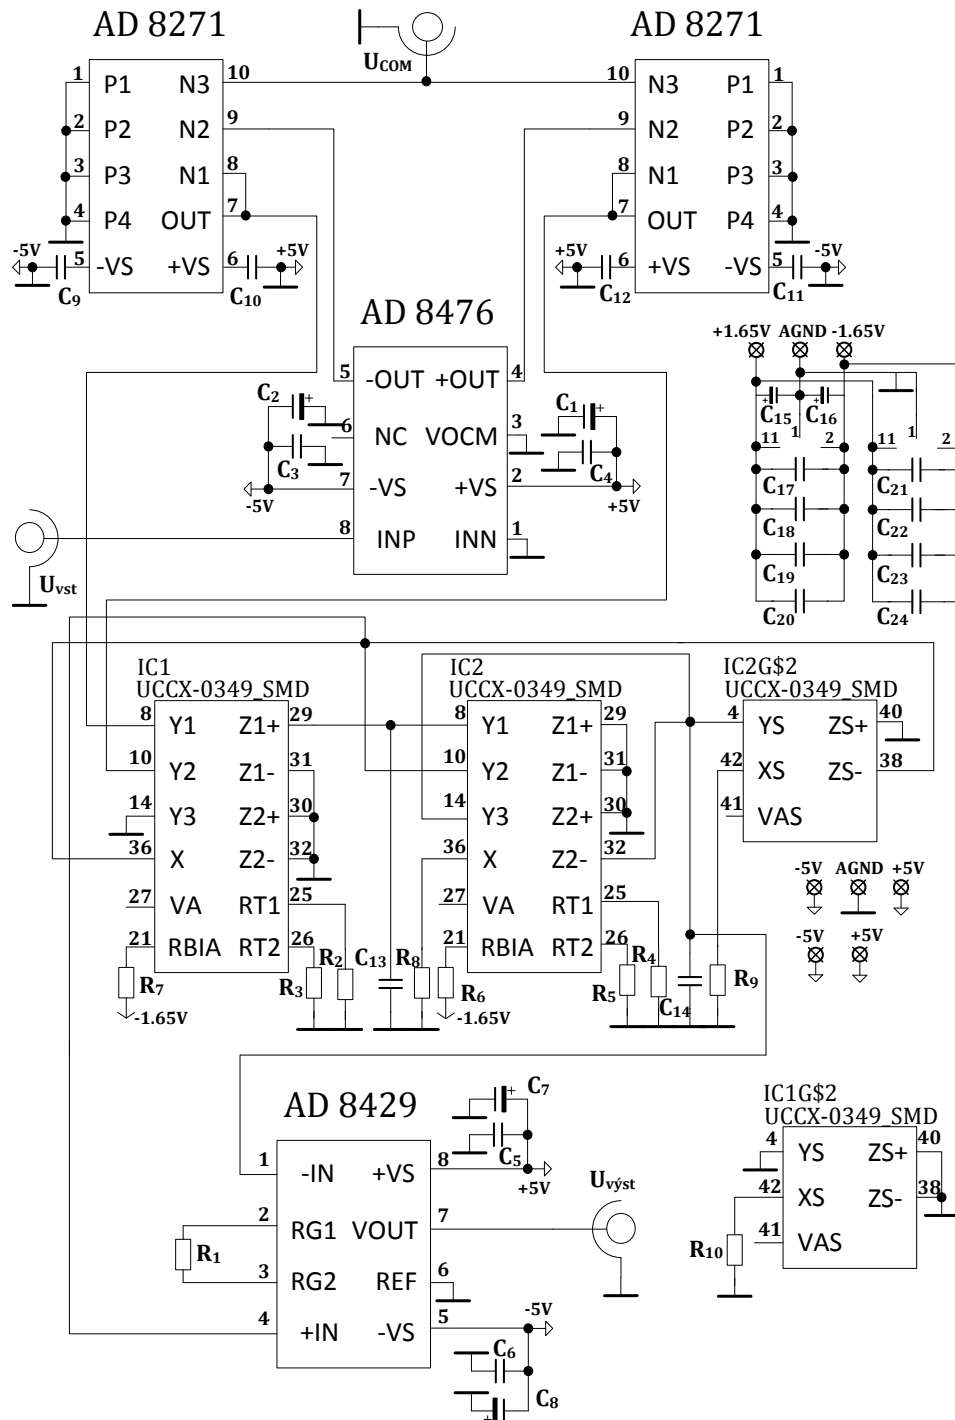 AD 8271
U_COM
AD 8271
1 P1 N3 10
2 P2 N2 9
3 P3 N1 8
4 P4 OUT 7
-5V 5 -VS +VS 6 +5V
C9 C10
10 N3 P1 1
9 N2 P2 2
8 N1 P3 3
7 OUT P4 4
+5V 6 +VS -VS 5 -5V
C12 C11
AD 8476
5 -OUT +OUT 4
6 NC VOCM 3
7 -VS +VS 2
8 INP INN 1
C2 +
C3
-5V
C1 +
C4
+5V
Uvst
+1.65V AGND -1.65V
+ C15 + C16
11 1 2
11 1 2
C17 C21
C18 C22
C19 C23
C20 C24
IC1
UCCX-0349_SMD
8 Y1 Z1+ 29
10 Y2 Z1- 31
14 Y3 Z2+ 30
36 X Z2- 32
27 VA RT1 25
21 RBIA RT2 26
R7
-1.65V
R3 R2 C13 R8
IC2
UCCX-0349_SMD
8 Y1 Z1+ 29
10 Y2 Z1- 31
14 Y3 Z2+ 30
36 X Z2- 32
27 VA RT1 25
21 RBIA RT2 26
R6
-1.65V
R5 R4 C14 R9
IC2G$2
UCCX-0349_SMD
4 YS ZS+ 40
42 XS ZS- 38
41 VAS
-5V AGND +5V
-5V +5V
AD 8429
1 -IN +VS 8
2 RG1 VOUT 7
3 RG2 REF 6
4 +IN -VS 5
R1
C7 +
C5
+5V
Uvýst
-5V
C6
C8 +
IC1G$2
UCCX-0349_SMD
4 YS ZS+ 40
42 XS ZS- 38
41 VAS
R10